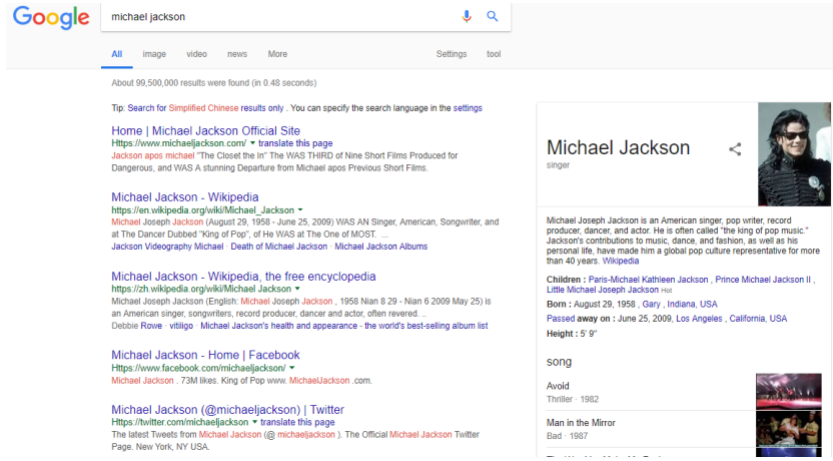 Google
michael jackson
All image video news More Settings tool
About 99,500,000 results were found (in 0.48 seconds)
Tip: Search for Simplified Chinese results only . You can specify the search language in the settings
Home | Michael Jackson Official Site
Https://www.michaeljackson.com/ translate this page
Jackson apos michael "The Closet the In" The WAS THIRD of Nine Short Films Produced for
Dangerous, and WAS A stunning Departure from Michael apos Previous Short Films.
Michael Jackson - Wikipedia
https://en.wikipedia.org/wiki/Michael_Jackson
Michael Joseph Jackson (August 29, 1958 - June 25, 2009) WAS AN Singer, American, Songwriter, and
at The Dancer Dubbed "King of Pop", of He WAS at The One of MOST. ...
Jackson Videography Michael · Death of Michael Jackson · Michael Jackson Albums
Michael Jackson - Wikipedia, the free encyclopedia
https://zh.wikipedia.org/wiki/Michael Jackson
Michael Joseph Jackson (English: Michael Joseph Jackson , 1958 Nian 8 29 - Nian 6 2009 May 25) is
an American singer, songwriters, record producer, dancer and actor, often revered. ..
Debbie Rowe · vitiligo · Michael Jackson's health and appearance - the world's best-selling album list
Michael Jackson - Home | Facebook
Https://www.facebook.com/michaeljackson/
Michael Jackson . 73M likes. King of Pop www. MichaelJackson .com.
Michael Jackson (@michaeljackson) | Twitter
Https://twitter.com/michaeljackson translate this page
The latest Tweets from Michael Jackson (@ michaeljackson ). The Official Michael Jackson Twitter
Page. New York, NY USA.
Michael Jackson
singer
Michael Joseph Jackson is an American singer, pop writer, record
producer, dancer, and actor. He is often called "the king of pop music."
Jackson's contributions to music, dance, and fashion, as well as his
personal life, have made him a global pop culture representative for more
than 40 years. Wikipedia
Children : Paris-Michael Kathleen Jackson , Prince Michael Jackson II ,
Little Michael Joseph Jackson Hot
Born : August 29, 1958 , Gary , Indiana, USA
Passed away on : June 25, 2009, Los Angeles , California, USA
Height : 5' 9"
song
Avoid
Thriller · 1982
Man in the Mirror
Bad · 1987